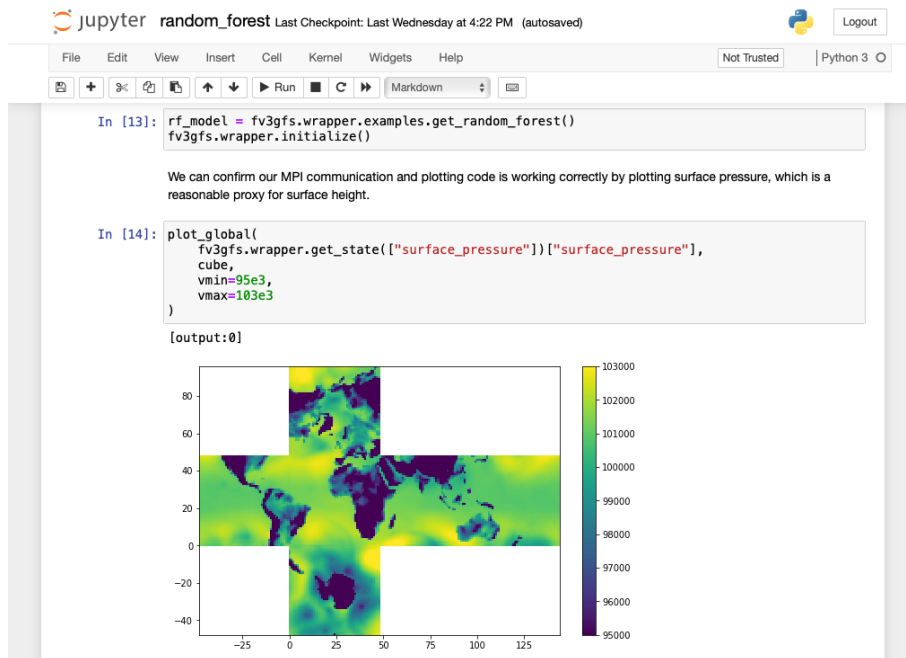 jupyter random_forest Last Checkpoint: Last Wednesday at 4:22 PM (autosaved)
Logout
File Edit View Insert Cell Kernel Widgets Help
Not Trusted
Python 3
Run
Markdown
In [13]: rf_model = fv3gfs.wrapper.examples.get_random_forest()
fv3gfs.wrapper.initialize()
We can confirm our MPI communication and plotting code is working correctly by plotting surface pressure, which is a
reasonable proxy for surface height.
In [14]: plot_global(
fv3gfs.wrapper.get_state(["surface_pressure"])["surface_pressure"],
cube,
vmin=95e3,
vmax=103e3
)
[output:0]
80
60
40
20
0
−20
−40
−25 0 25 50 75 100 125
103000
102000
101000
100000
99000
98000
97000
96000
95000